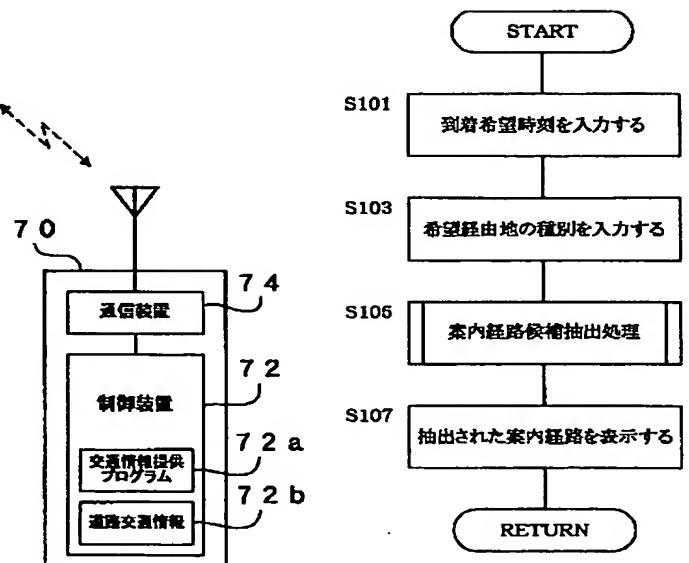 70
通信装置
74
制御装置
72
交通情報提供
プログラム
72a
道路交通情報
72b
START
S101
到着希望時刻を入力する
S103
希望経由地の種別を入力する
S105
案内経路候補抽出処理
S107
抽出された案内経路を表示する
RETURN